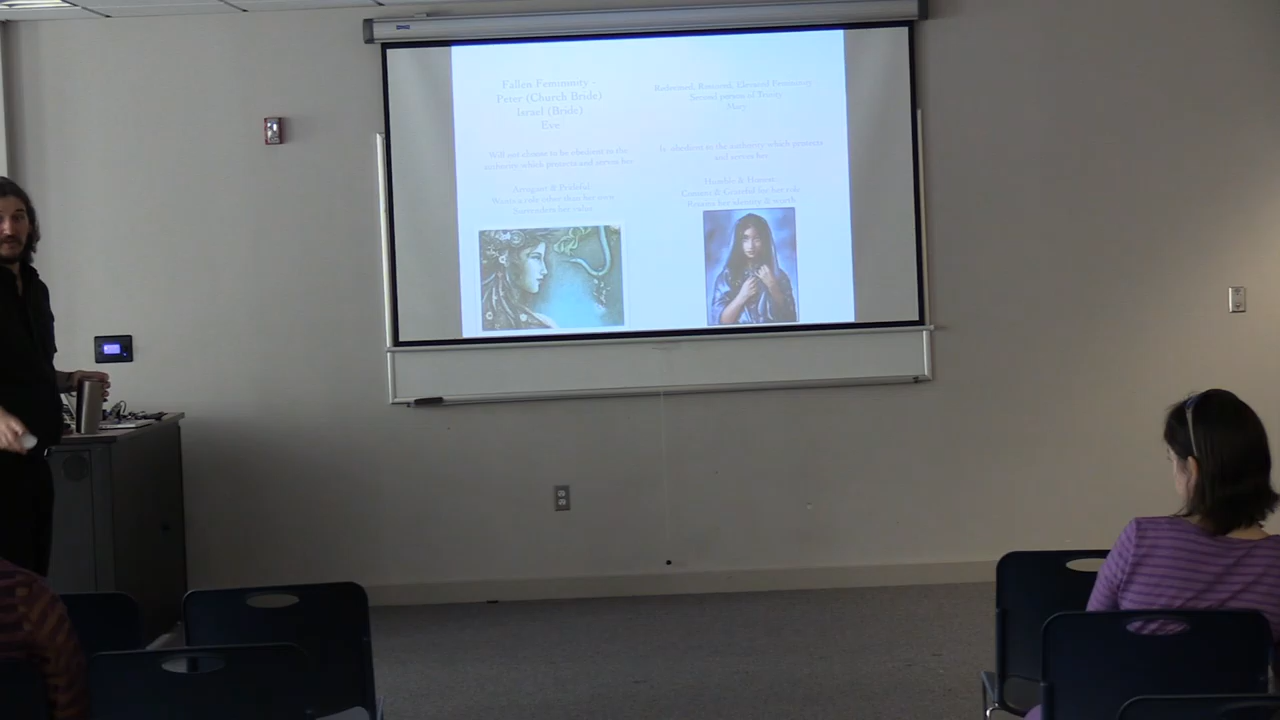 Fallen Femininity -
Peter (Church Bride)
Israel (Bride)
Eve
Will not choose to be obedient to the
authority which protects and serves her
Arrogant & Prideful
Wants a role other than her own
Surrenders her value
Redeemed, Restored, Elevated Femininity -
Second person of Trinity
Mary
Is obedient to the authority which protects
and serves her
Humble & Honest
Content & Grateful for her role
Retains her identity & worth